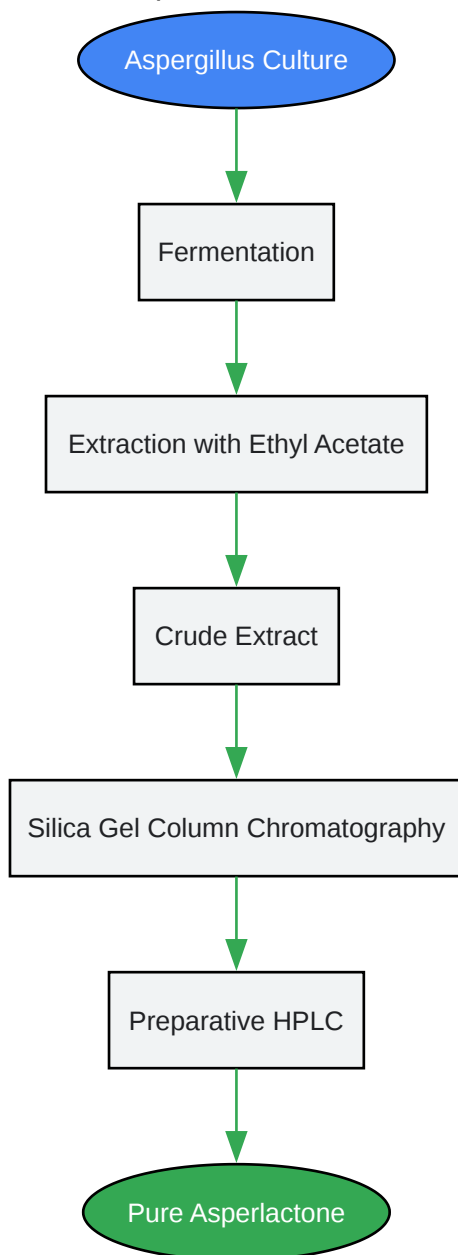 Aspergillus Culture
Fermentation
Extraction with Ethyl Acetate
Crude Extract
Silica Gel Column Chromatography
Preparative HPLC
Pure Asperlactone